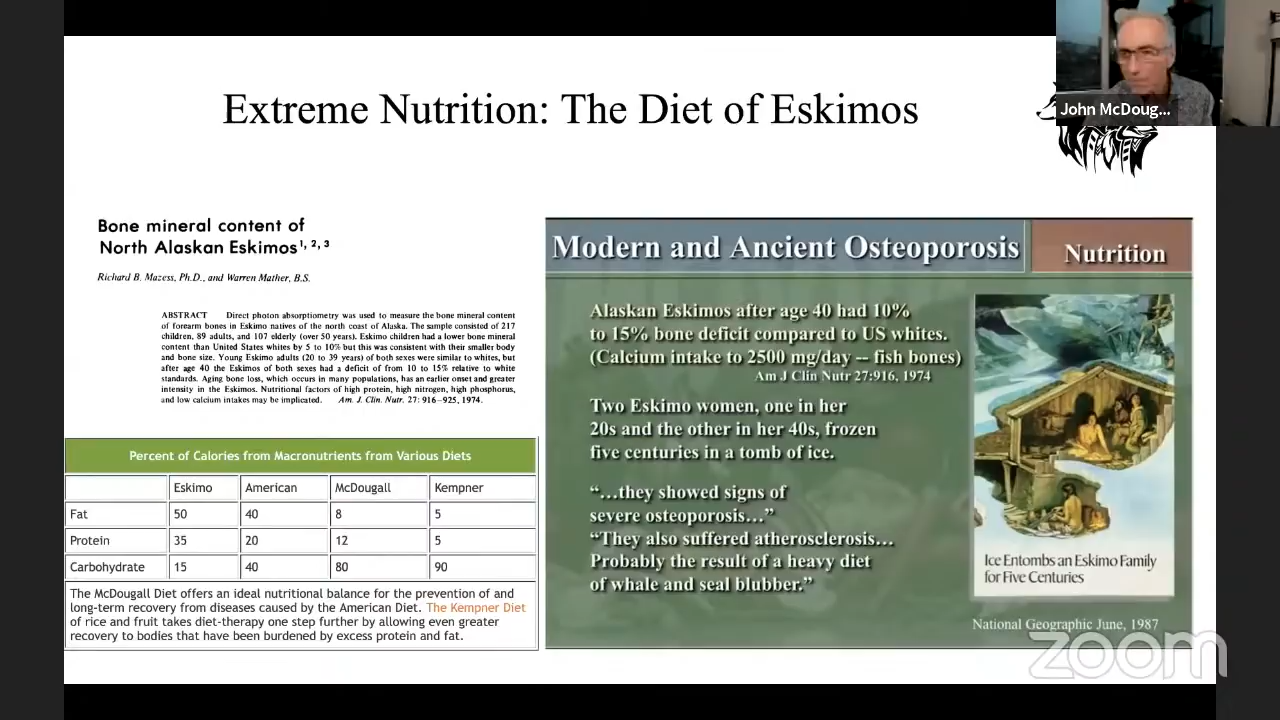 Extreme Nutrition: The Diet of Eskimos
John McDoug...
Bone mineral content of
North Alaskan Eskimos1, 2, 3
Richard B. Mazess, Ph.D., and Warren Mather, B.S.
ABSTRACT Direct photon absorptiometry was used to measure the bone mineral content
of forearm bones in Eskimo natives of the north coast of Alaska. The sample consisted of 217
children, 89 adults, and 107 elderly (over 50 years). Eskimo children had a lower bone mineral
content than United States whites by 5 to 10% but this was consistent with their smaller body
and bone size. Young Eskimo adults (20 to 39 years) of both sexes were similar to whites, but
after age 40 the Eskimos of both sexes had a deficit of from 10 to 15% relative to white
standards. Aging bone loss, which occurs in many populations, has an earlier onset and greater
intensity in the Eskimos. Nutritional factors of high protein, high nitrogen, high phosphorus,
and low calcium intakes may be implicated. Am. J. Clin. Nutr. 27: 916–925, 1974.
Percent of Calories from Macronutrients from Various Diets
Eskimo American McDougall Kempner
Fat 50 40 8 5
Protein 35 20 12 5
Carbohydrate 15 40 80 90
The McDougall Diet offers an ideal nutritional balance for the prevention of and
long-term recovery from diseases caused by the American Diet. The Kempner Diet
of rice and fruit takes diet-therapy one step further by allowing even greater
recovery to bodies that have been burdened by excess protein and fat.
Modern and Ancient Osteoporosis
Nutrition
Alaskan Eskimos after age 40 had 10%
to 15% bone deficit compared to US whites.
(Calcium intake to 2500 mg/day -- fish bones)
Am J Clin Nutr 27:916, 1974
Two Eskimo women, one in her
20s and the other in her 40s, frozen
five centuries in a tomb of ice.
“…they showed signs of
severe osteoporosis…”
“They also suffered atherosclerosis…
Probably the result of a heavy diet
of whale and seal blubber.”
Ice Entombs an Eskimo Family
for Five Centuries
National Geographic June, 1987
zoom